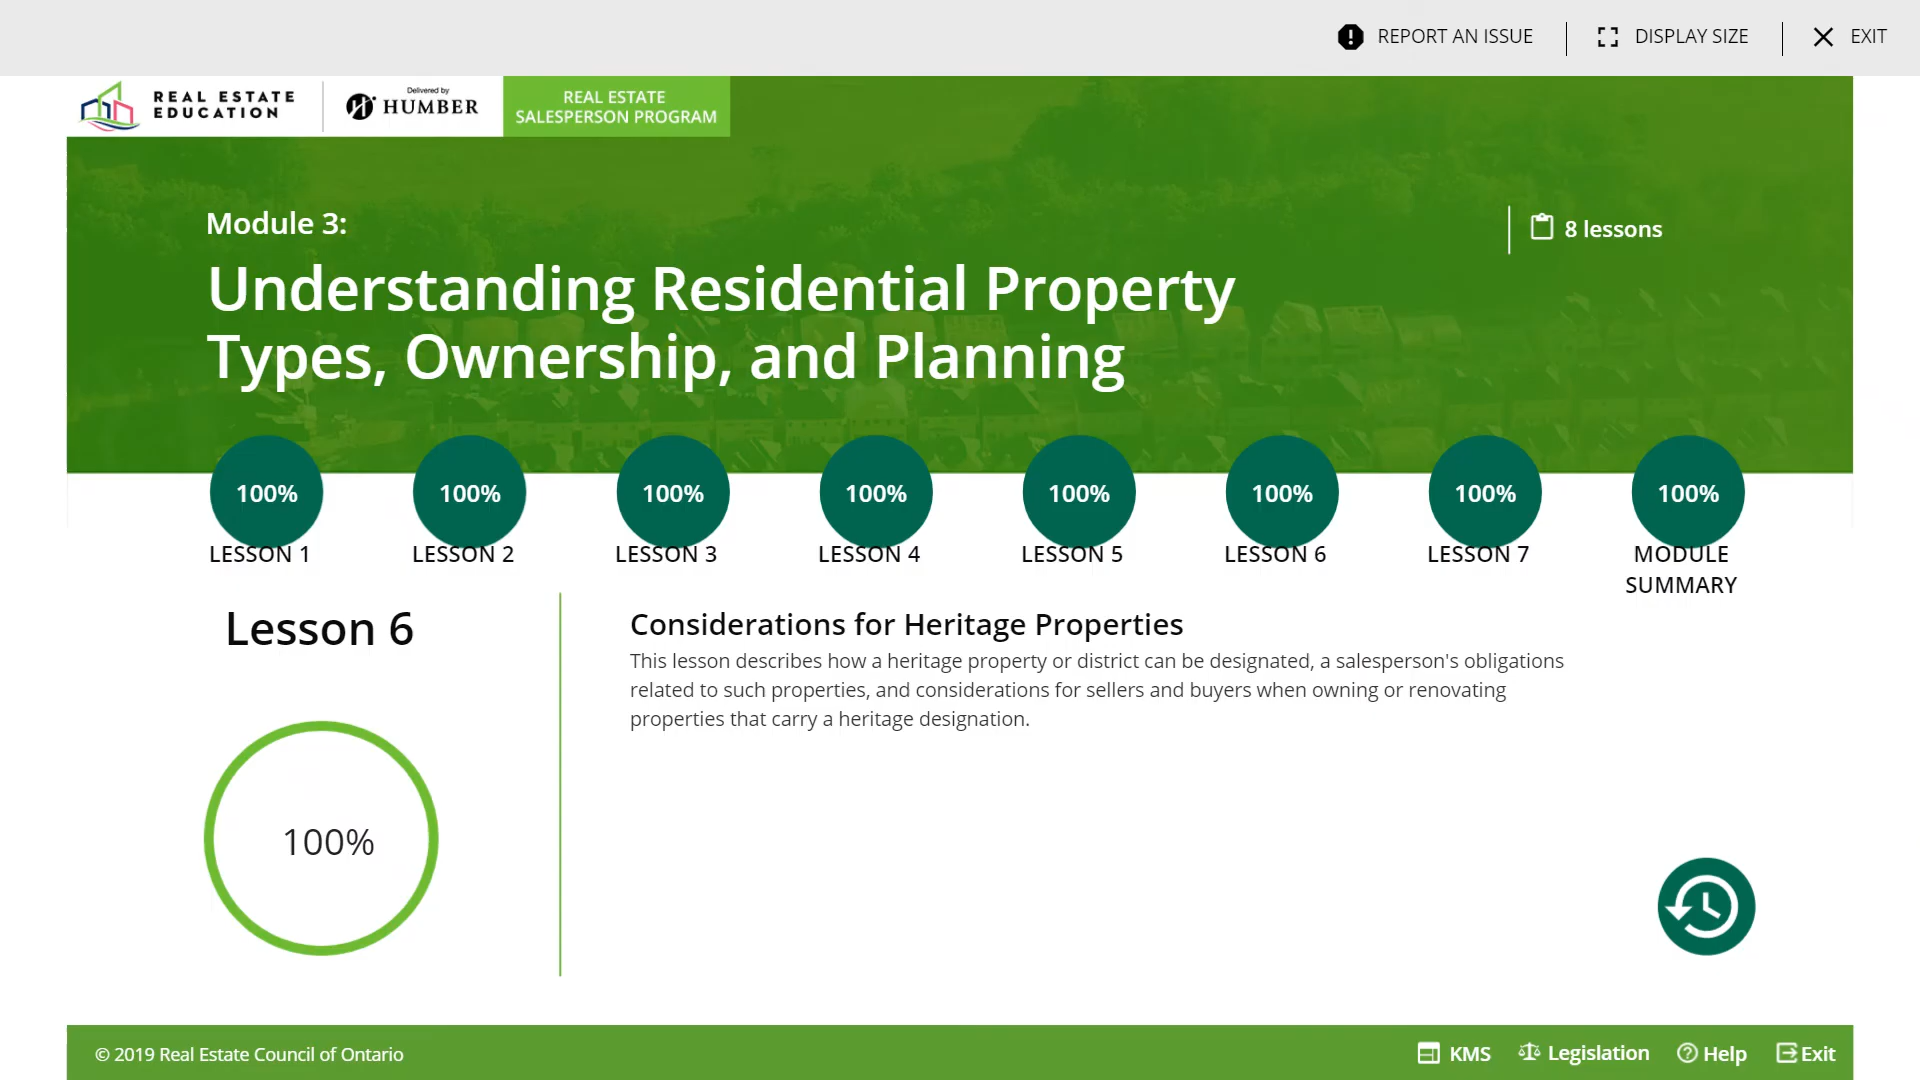 REPORT AN ISSUE
DISPLAY SIZE
EXIT
REAL ESTATE
EDUCATION
Delivered by
HUMBER
REAL ESTATE
SALESPERSON PROGRAM
Module 3:
8 lessons
Understanding Residential Property
Types, Ownership, and Planning
100%
100%
100%
100%
100%
100%
100%
100%
LESSON 1
LESSON 2
LESSON 3
LESSON 4
LESSON 5
LESSON 6
LESSON 7
MODULE
SUMMARY
Lesson 6
100%
Considerations for Heritage Properties
This lesson describes how a heritage property or district can be designated, a salesperson's obligations
related to such properties, and considerations for sellers and buyers when owning or renovating
properties that carry a heritage designation.
© 2019 Real Estate Council of Ontario
KMS
Legislation
Help
Exit